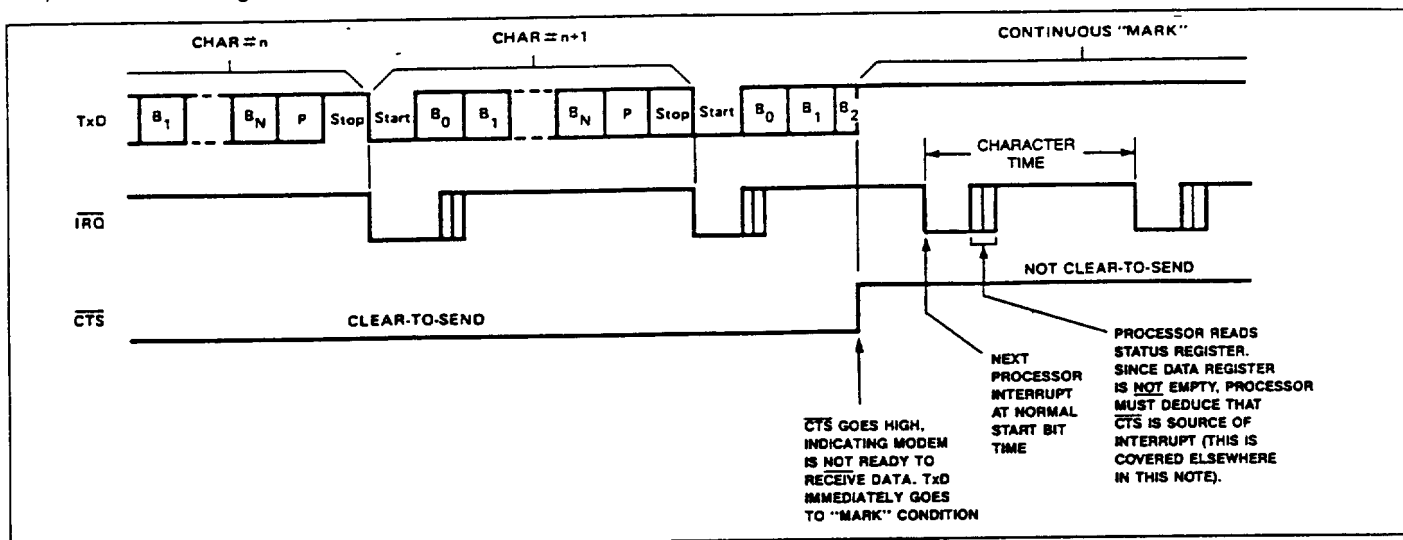 CHAR≠n
CHAR≠n+1
CONTINUOUS "MARK"
TxD
B1
BN
P
Stop
Start
B0
B1
BN
P
Stop
Start
B0
B1
B2
CHARACTER
TIME
IRQ
NOT CLEAR-TO-SEND
CTS
CLEAR-TO-SEND
NEXT
PROCESSOR
INTERRUPT
AT NORMAL
START BIT
TIME
PROCESSOR READS
STATUS REGISTER.
SINCE DATA REGISTER
IS NOT EMPTY, PROCESSOR
MUST DEDUCE THAT
CTS IS SOURCE OF
INTERRUPT (THIS IS
COVERED ELSEWHERE
IN THIS NOTE).
CTS GOES HIGH,
INDICATING MODEM
IS NOT READY TO
RECEIVE DATA. TxD
IMMEDIATELY GOES
TO "MARK" CONDITION